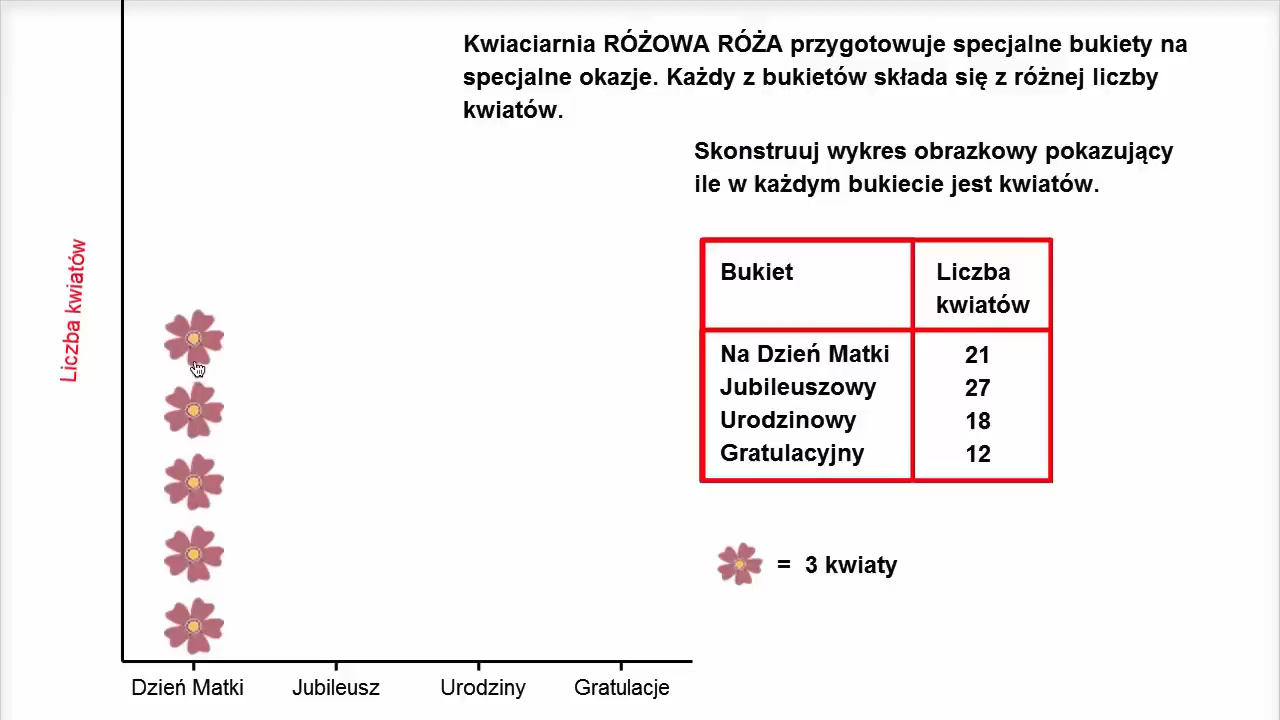 Kwiaciarnia RÓŻOWA RÓŻA przygotowuje specjalne bukiety na
specjalne okazje. Każdy z bukietów składa się z różnej liczby
kwiatów.
Skonstruuj wykres obrazkowy pokazujący
ile w każdym bukiecie jest kwiatów.
Liczba kwiatów
Bukiet Liczba
kwiatów
Na Dzień Matki 21
Jubileuszowy 27
Urodzinowy 18
Gratulacyjny 12
= 3 kwiaty
Dzień Matki Jubileusz Urodziny Gratulacje